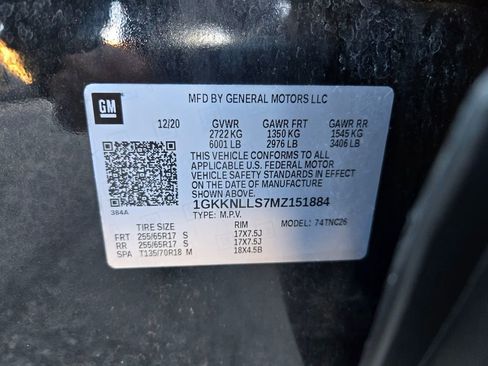 GM
MFD BY GENERAL MOTORS LLC
12/20 GVWR GAWR FRT GAWR RR
2722 KG 1350 KG 1545 KG
6001 LB 2976 LB 3406 LB
THIS VEHICLE CONFORMS TO ALL
APPLICABLE U.S. FEDERAL MOTOR
VEHICLE SAFETY STANDARDS IN EFFECT
ON THE DATE OF MANUFACTURE
SHOWN ABOVE.
384A
1GKKNLLS7MZ151884
TYPE: M.P.V. MODEL: 74TNC26
TIRE SIZE RIM
FRT 255/65R17 S 17X7.5J
RR 255/65R17 S 17X7.5J
SPA T135/70R18 M 18X4.5B